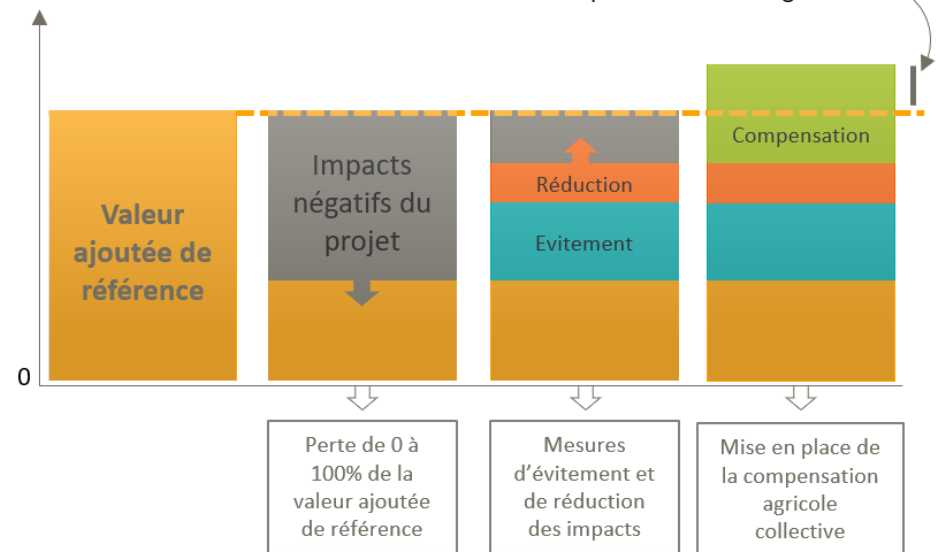 Valeur
ajoutée de
référence
Impacts
négatifs du
projet
Réduction
Evitement
Compensation
0
Perte de 0 à
100% de la
valeur ajoutée
de référence
Mesures
d'évitement et
de réduction
des impacts
Mise en place de
la compensation
agricole
collective